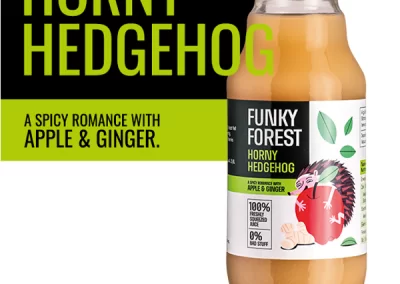 HORNY
HEDGEHOG
A SPICY ROMANCE WITH
APPLE & GINGER.
FUNKY
FOREST
HORNY
HEDGEHOG
A SPICY ROMANCE WITH
APPLE & GINGER
100%
FRESHLY
SQUEEZED
JUICE
0%
BAD STUFF